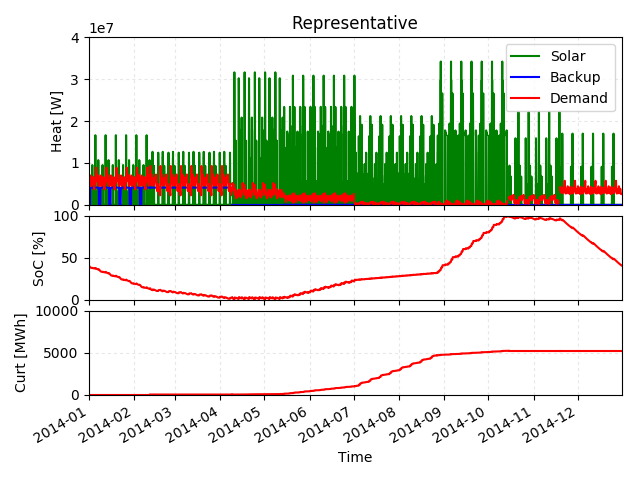 Representative
1e7
Heat [W]
4
3
2
1
0
Solar
Backup
Demand
SoC [%]
100
50
0
Curt [MWh]
10000
5000
0
2014-01
2014-02
2014-03
2014-04
2014-05
2014-06
2014-07
2014-08
2014-09
2014-10
2014-11
2014-12
Time